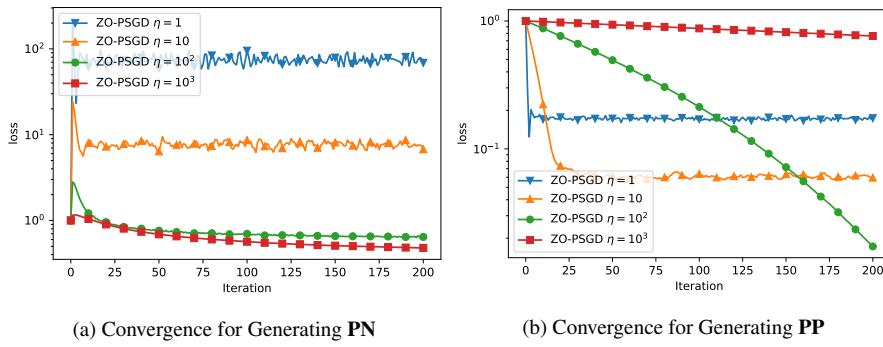 ZO-PSGD η = 1
ZO-PSGD η = 10
ZO-PSGD η = 10²
ZO-PSGD η = 10³
10²
10¹
10⁰
loss
0 25 50 75 100 125 150 175 200
Iteration
(a) Convergence for Generating PN
10⁰
10⁻¹
loss
ZO-PSGD η = 1
ZO-PSGD η = 10
ZO-PSGD η = 10²
ZO-PSGD η = 10³
0 25 50 75 100 125 150 175 200
Iteration
(b) Convergence for Generating PP